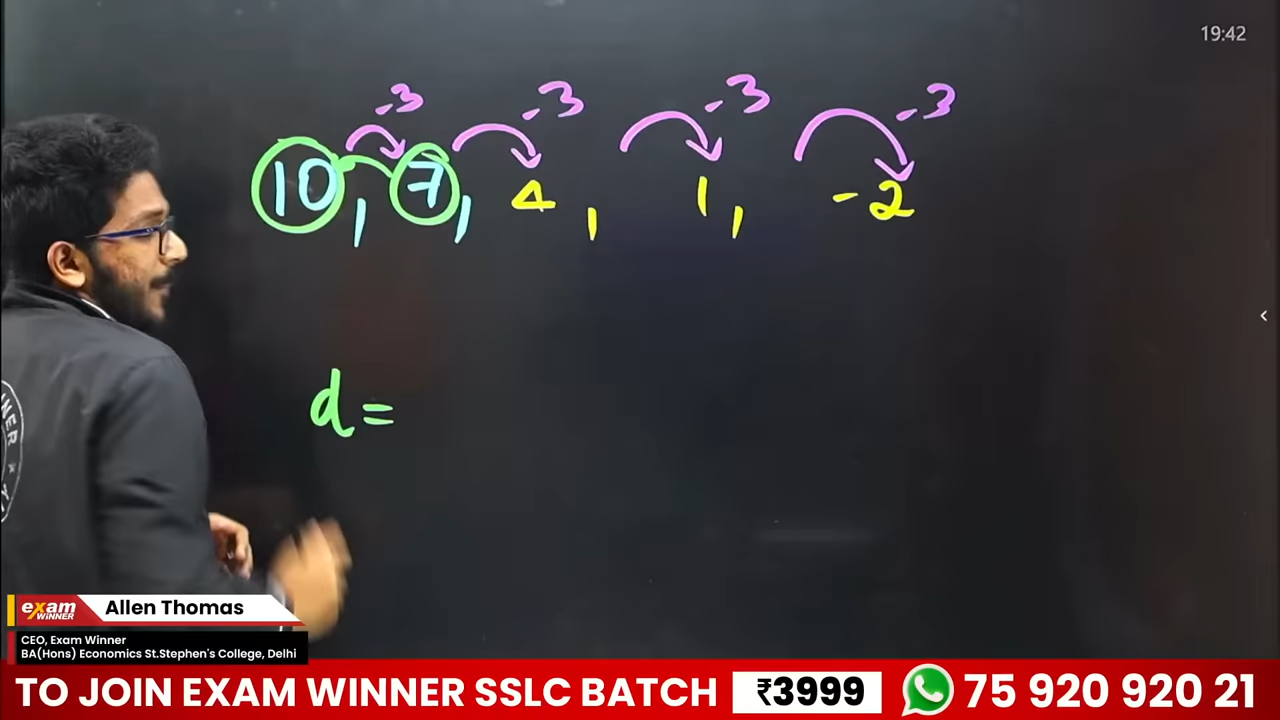 19:42
-3 -3 -3 -3
10, 7, 4, 1, -2
d =
NNER
exam
WINNER
Allen Thomas
CEO, Exam Winner
BA(Hons) Economics St.Stephen's College, Delhi
TO JOIN EXAM WINNER SSLC BATCH ₹3999 75 920 920 21